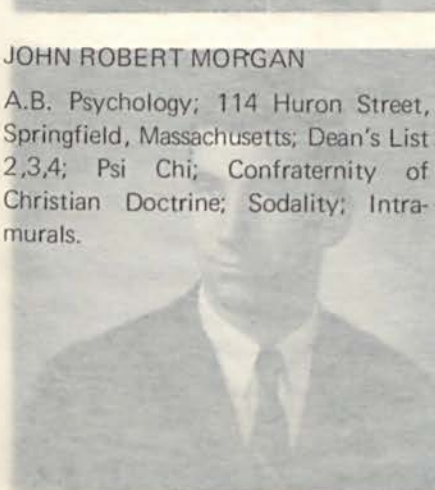 JOHN ROBERT MORGAN
A.B. Psychology; 114 Huron Street,
Springfield, Massachusetts; Dean's List
2,3,4; Psi Chi; Confraternity of
Christian Doctrine; Sodality; Intra-
murals.